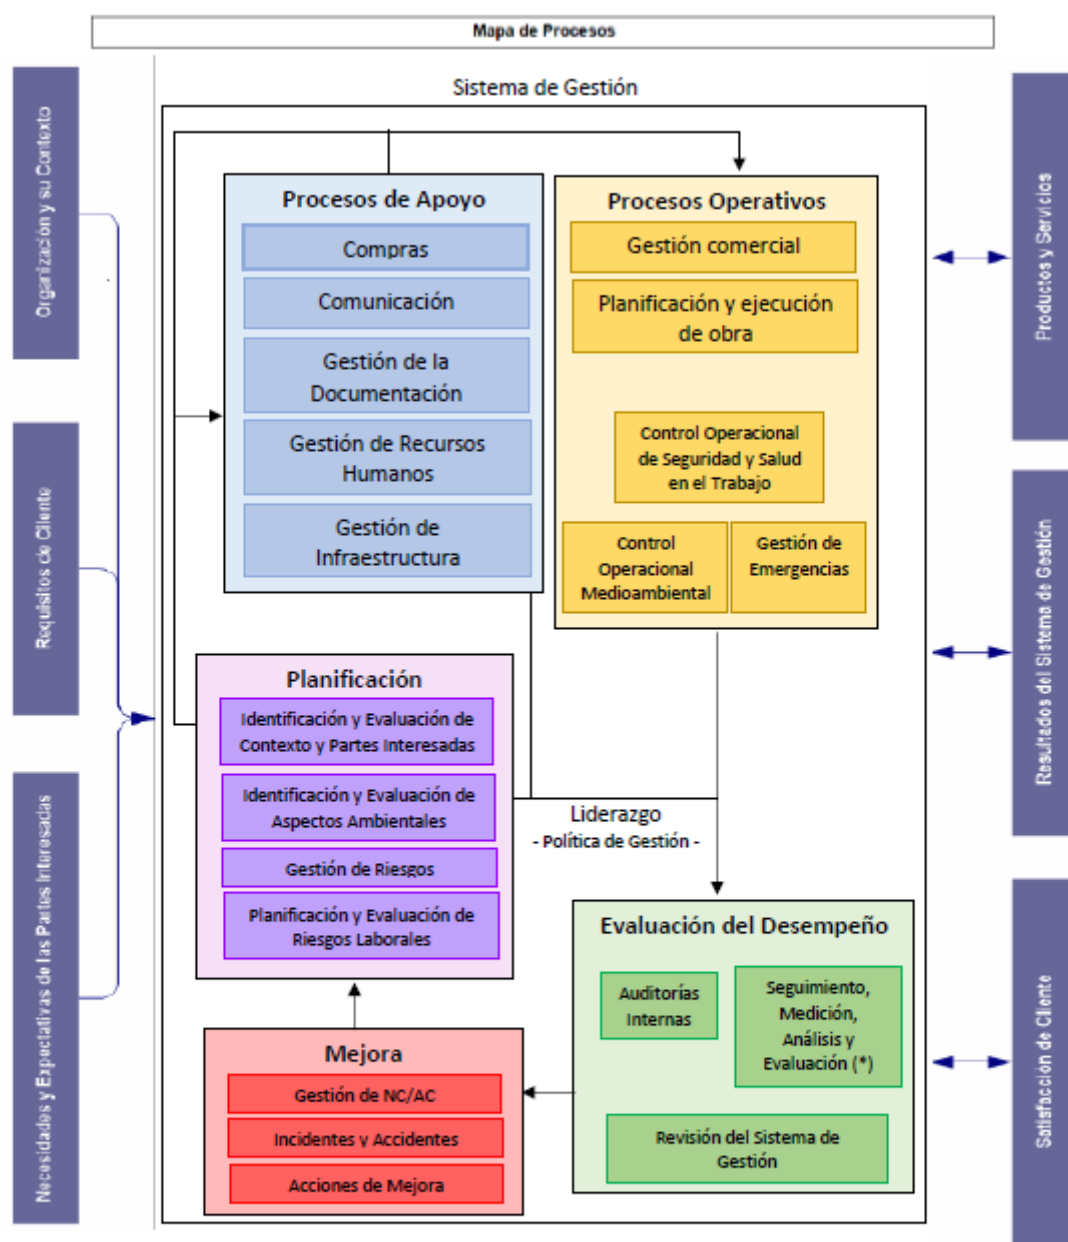 Mapa de Procesos
Sistema de Gestión
Organización y su Contexto
Requisitos de Cliente
Necesidades y Expectativas de las Partes Interesadas
Procesos de Apoyo
Compras
Comunicación
Gestión de la
Documentación
Gestión de Recursos
Humanos
Gestión de
Infraestructura
Procesos Operativos
Gestión comercial
Planificación y ejecución
de obra
Control Operacional
de Seguridad y Salud
en el Trabajo
Control
Operacional
Medioambiental
Gestión de
Emergencias
Planificación
Identificación y Evaluación de
Contexto y Partes Interesadas
Identificación y Evaluación de
Aspectos Ambientales
Gestión de Riesgos
Planificación y Evaluación de
Riesgos Laborales
Liderazgo
- Política de Gestión -
Evaluación del Desempeño
Auditorías
Internas
Seguimiento,
Medición,
Análisis y
Evaluación (*)
Revisión del Sistema de
Gestión
Mejora
Gestión de NC/AC
Incidentes y Accidentes
Acciones de Mejora
Productos y Servicios
Resultados del Sistema de Gestión
Satisfacción de Cliente